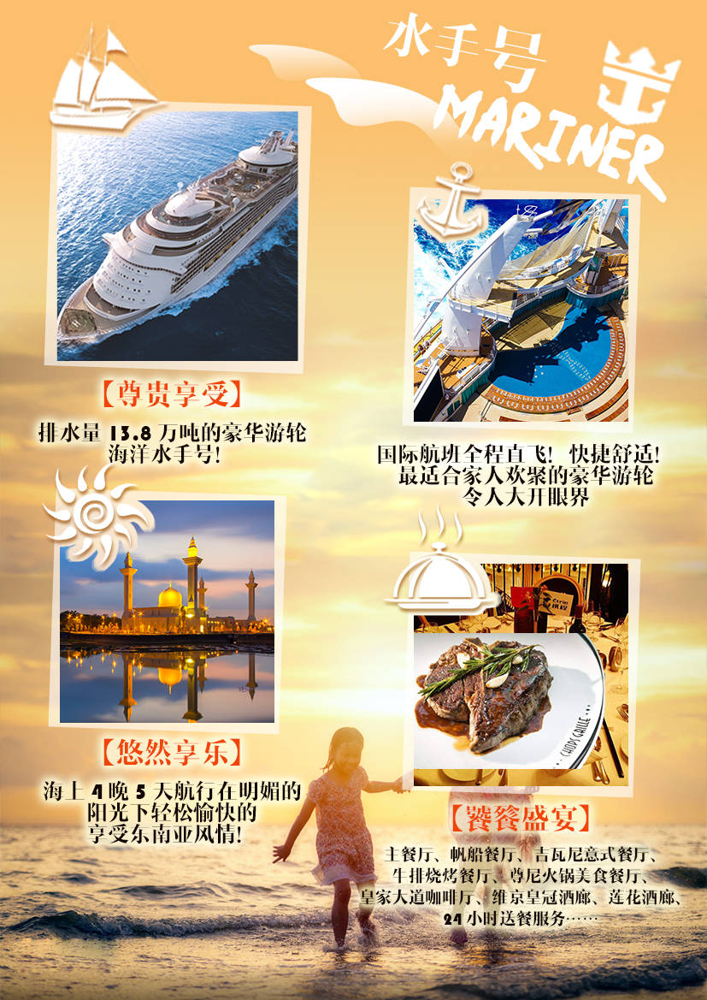 水手号
MARINER
【尊贵享受】
排水量 13.8 万吨的豪华游轮
海洋水手号!
国际航班全程直飞! 快捷舒适!
最适合家人欢聚的豪华游轮
令人大开眼界
【悠然享乐】
海上 4 晚 5 天航行在明媚的
阳光下轻松愉快的
享受东南亚风情!
Ctrip
携程
CHOPS GRILLE
【饕餮盛宴】
主餐厅、帆船餐厅、吉瓦尼意式餐厅、
牛排烧烤餐厅、尊尼火锅美食餐厅、
皇家大道咖啡厅、维京皇冠酒廊、莲花酒廊、
24 小时送餐服务……